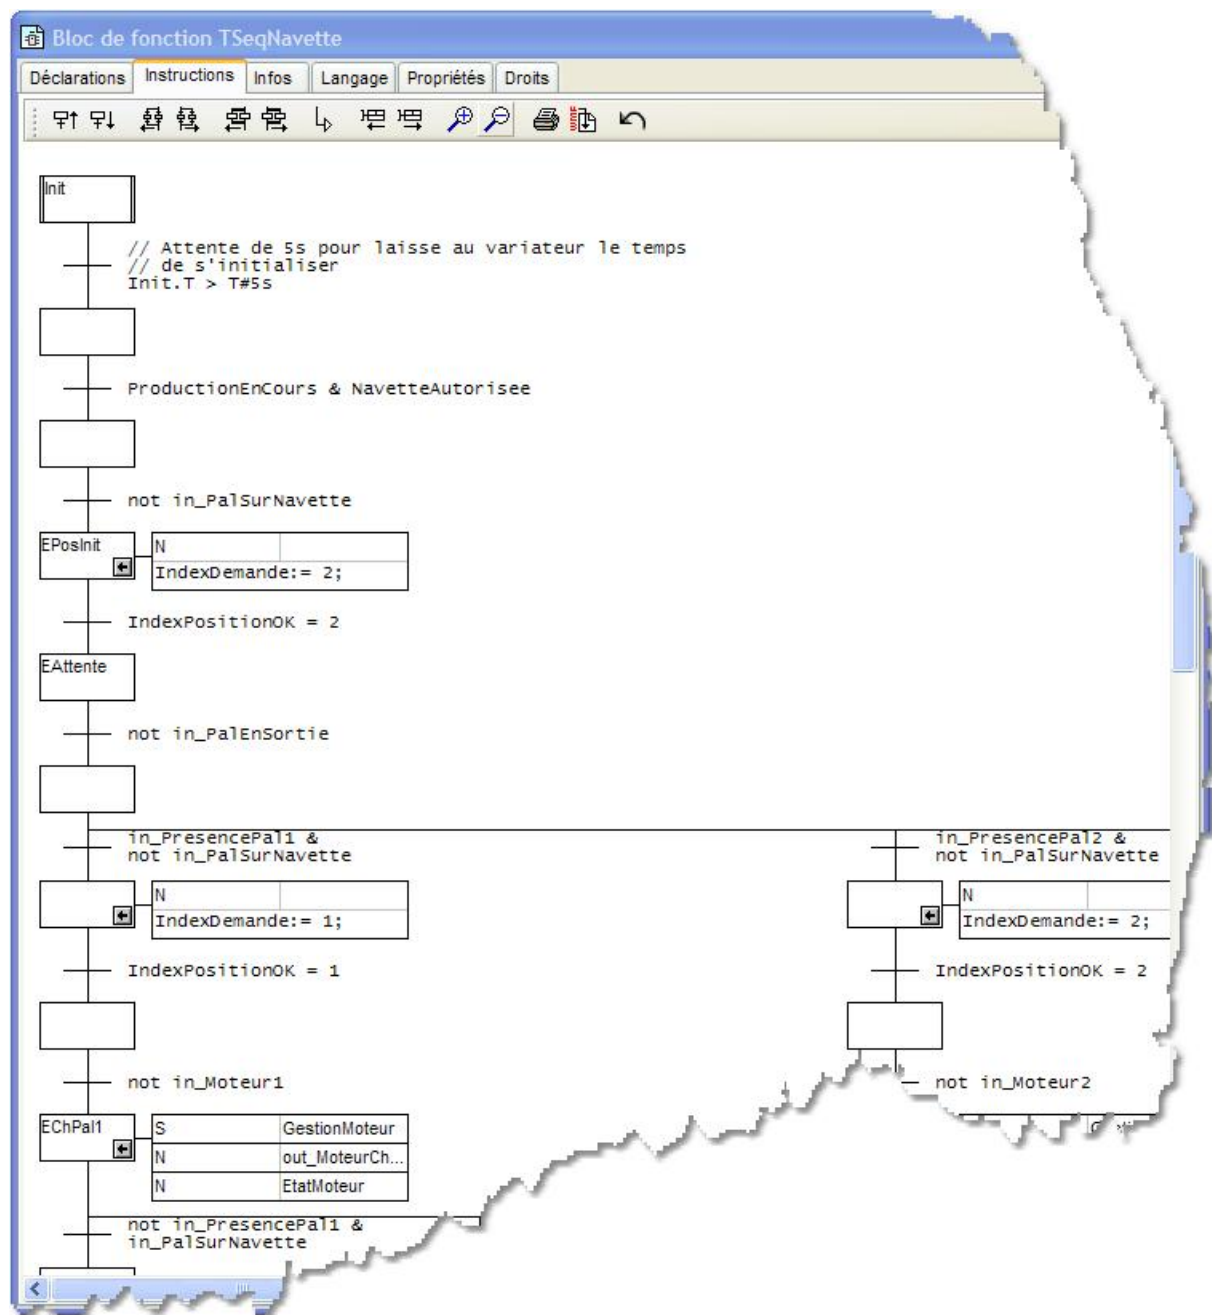 Bloc de fonction TSeqNavette
Déclarations Instructions Infos Langage Propriétés Droits
Init
// Attente de 5s pour laisse au variateur le temps
// de s'initialiser
Init.T > T#5s
ProductionEnCours & NavetteAutorisee
not in_PalSurNavette
EPosInit N
IndexDemande:= 2;
IndexPositionOK = 2
EAttente
not in_PalEnSortie
in_PresencePal1 & in_PresencePal2 &
not in_PalSurNavette not in_PalSurNavette
N N
IndexDemande:= 1; IndexDemande:= 2;
IndexPositionOK = 1 IndexPositionOK = 2
not in_Moteur1 not in_Moteur2
EChPal1 S GestionMoteur
N out_MoteurCh...
N EtatMoteur
not in_PresencePal1 &
in_PalSurNavette